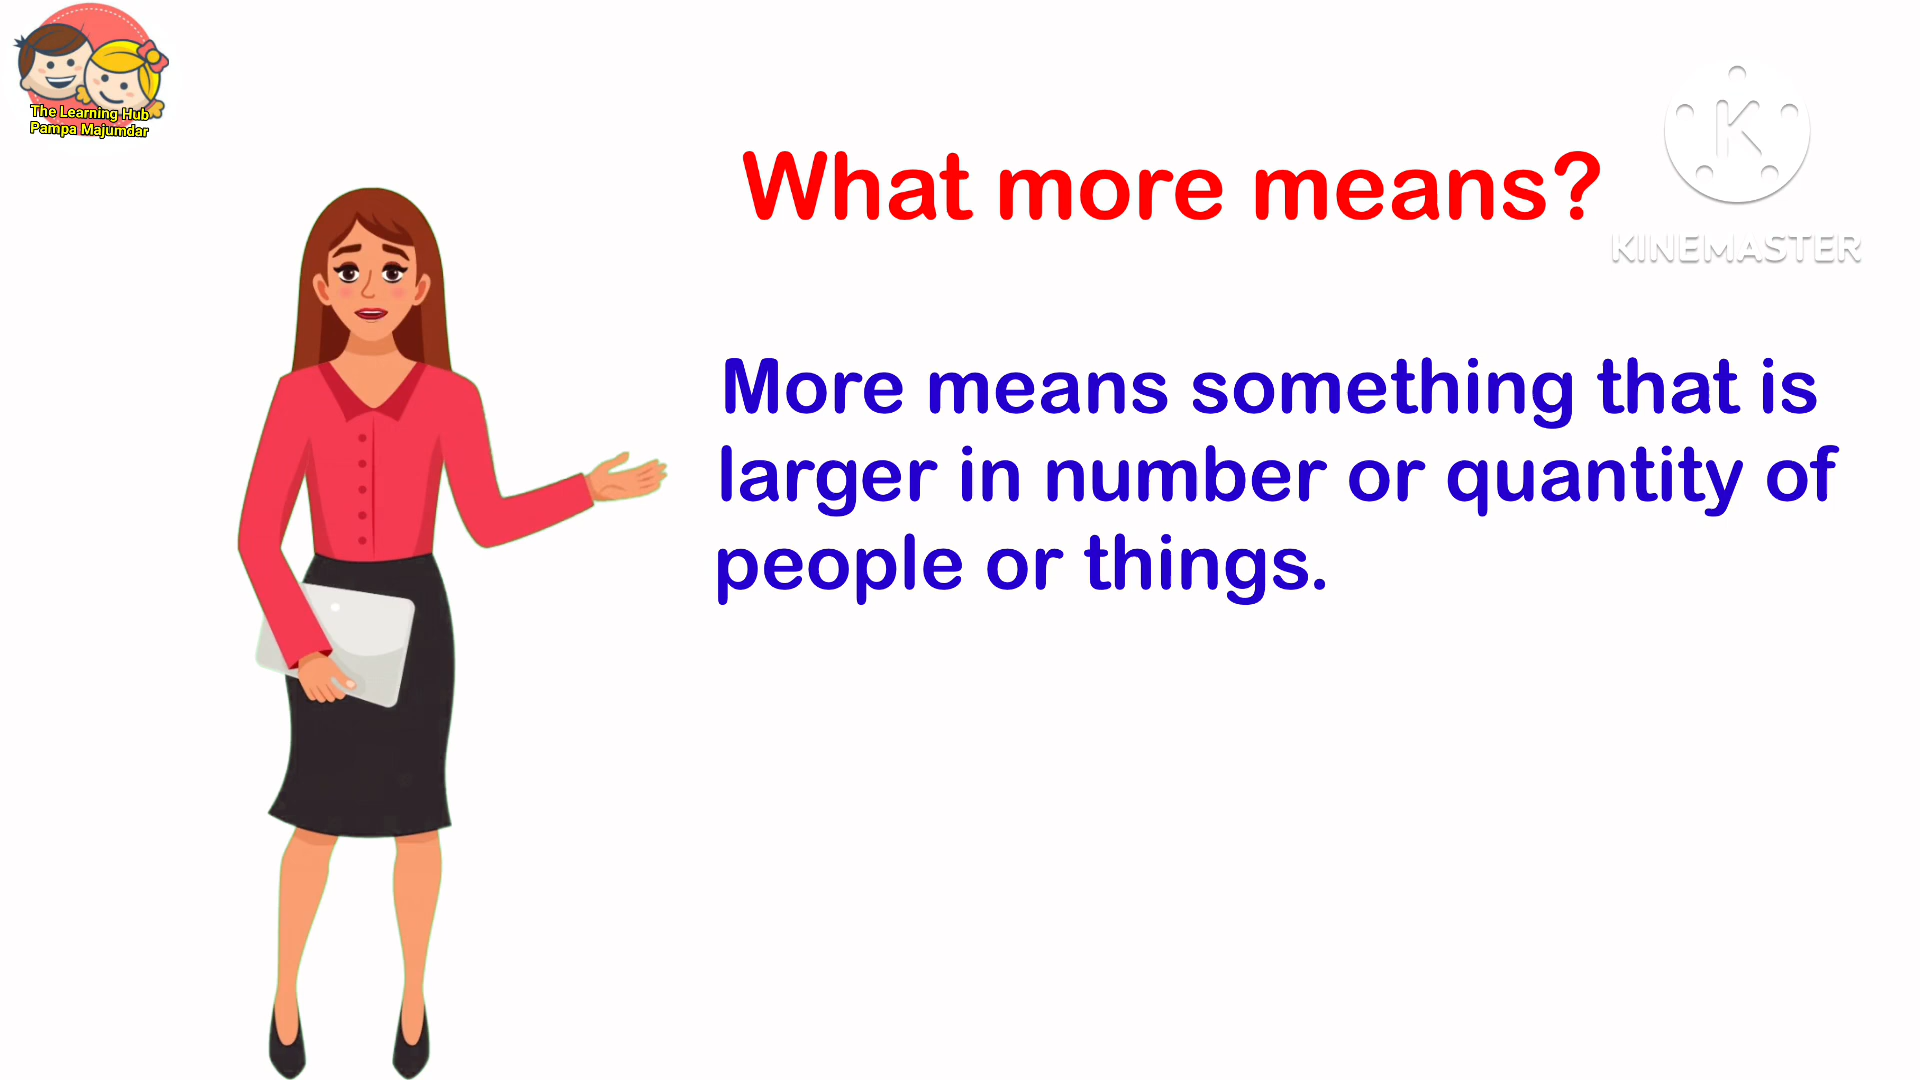 The Learning Hub
Pampa Majumdar
What more means?
KINEMASTER
More means something that is
larger in number or quantity of
people or things.